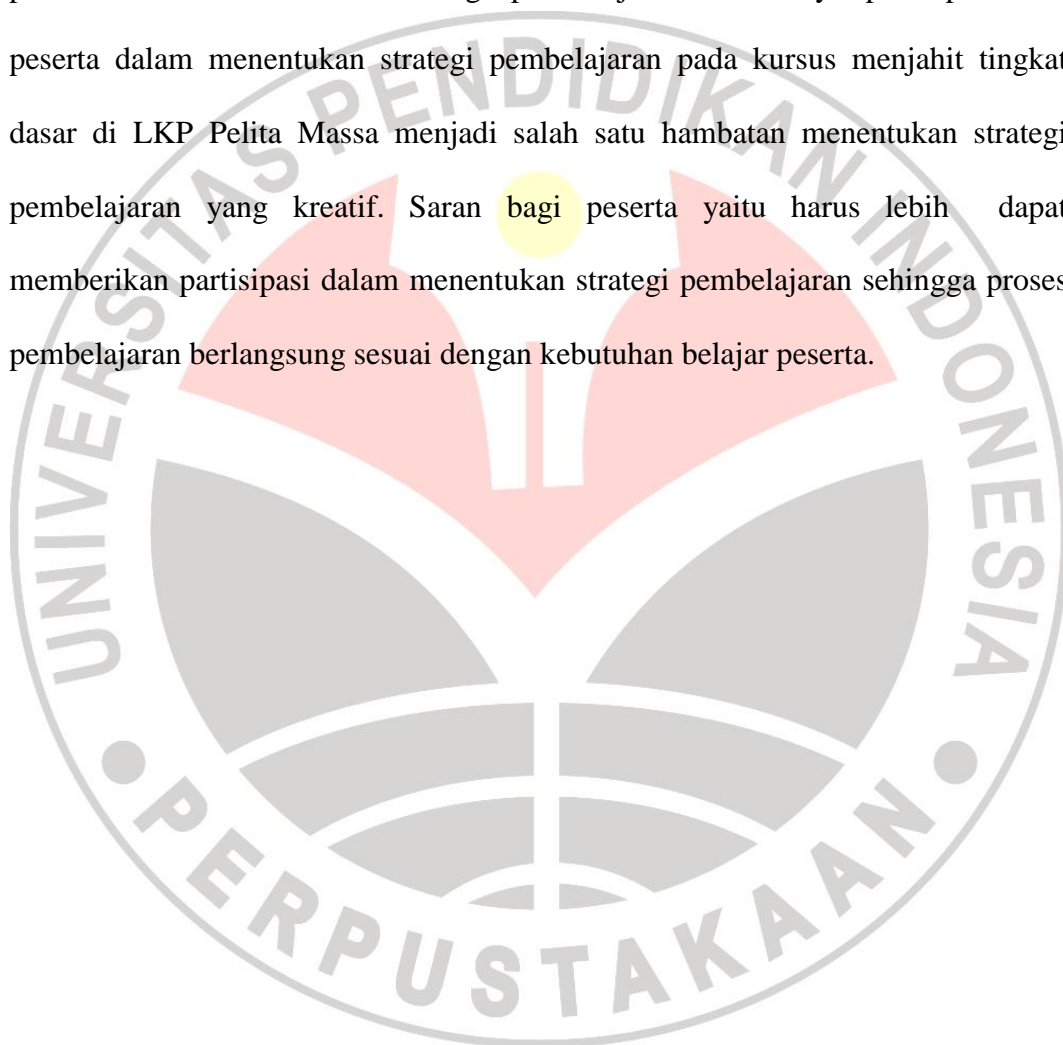 peserta dalam menentukan strategi pembelajaran pada kursus menjahit tingkat
dasar di LKP Pelita Massa menjadi salah satu hambatan menentukan strategi
pembelajaran yang kreatif. Saran bagi peserta yaitu harus lebih dapat
memberikan partisipasi dalam menentukan strategi pembelajaran sehingga proses
pembelajaran berlangsung sesuai dengan kebutuhan belajar peserta.
UNIVERSITAS PENDIDIKAN INDONESIA
PERPUSTAKAAN